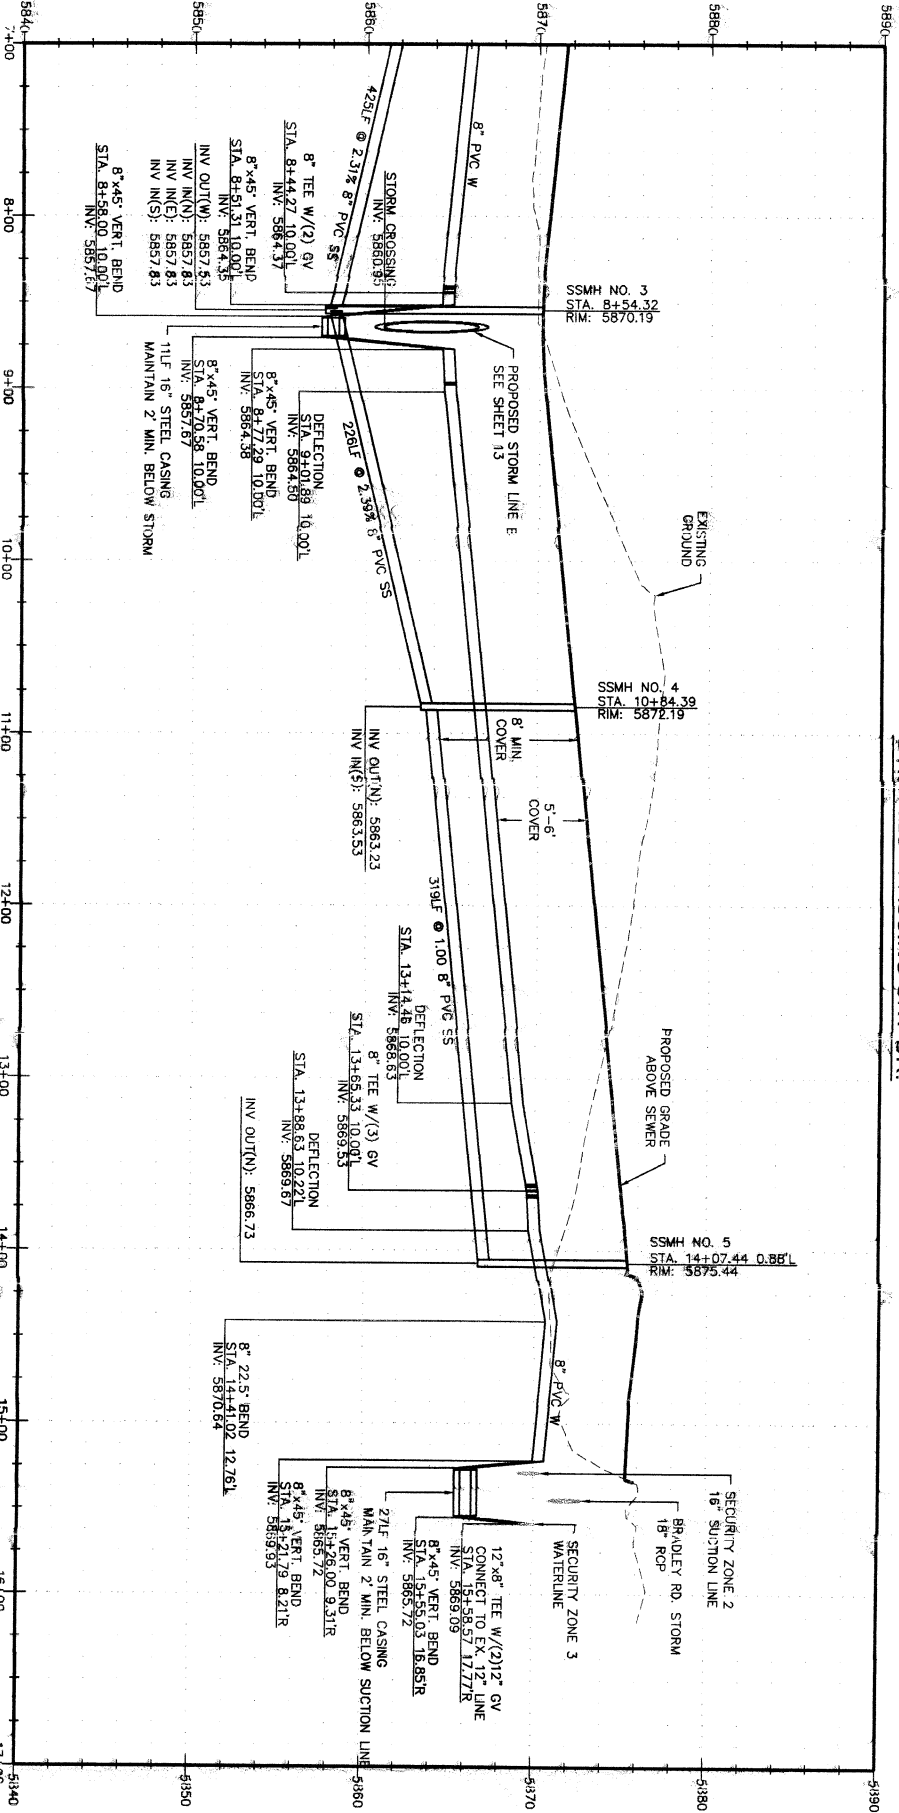 5890
5880
5870
5860
5850
5840
7+00
8+00
9+00
10+00
11+00
12+00
13+00
14+00
15+00
5890
5880
5870
5860
5850
5840
8" PVC W
425LF @ 2.31% 8" PVC SS
STORM CROSSING
INV: 5860.95
8" TEE W/(2) GV
STA. 8+44.27 10.00'L
INV: 5864.37
8"x45° VERT. BEND
STA. 8+51.31 10.00'L
INV: 5864.35
INV OUT(W): 5857.53
INV IN(N): 5857.83
INV IN(E): 5857.83
INV IN(S): 5857.83
8"x45° VERT. BEND
STA. 8+58.00 10.00'L
INV: 5857.67
SSMH NO. 3
STA. 8+54.32
RIM: 5870.19
PROPOSED STORM LINE E
SEE SHEET 13
11LF 16" STEEL CASING
MAINTAIN 2' MIN. BELOW STORM
8"x45° VERT. BEND
STA. 8+70.58 10.00'L
INV: 5857.67
8"x45° VERT. BEND
STA. 8+77.29 10.00'L
INV: 5864.38
DEFLECTION
STA. 9+01.89 10.00'L
INV: 5864.50
226LF @ 2.39% 8" PVC SS
EXISTING
GROUND
SSMH NO. 4
STA. 10+84.39
RIM: 5872.19
8' MIN.
COVER
5'-6'
COVER
INV OUT(N): 5863.23
INV IN(S): 5863.53
319LF @ 1.00 8" PVC SS
DEFLECTION
STA. 13+14.46 10.00'L
INV: 5868.63
8" TEE W/(3) GV
STA. 13+65.33 10.00'L
INV: 5869.53
DEFLECTION
STA. 13+88.63 10.22'L
INV: 5869.67
INV OUT(N): 5866.73
PROPOSED GRADE
ABOVE SEWER
SSMH NO. 5
STA. 14+07.44 0.88'L
RIM: 5875.44
8" 22.5° BEND
STA. 14+41.02 12.76'L
INV: 5870.64
8" PVC W
8"x45° VERT. BEND
STA. 15+21.79 8.21'R
INV: 5869.93
8"x45° VERT. BEND
STA. 15+26.00 9.31'R
INV: 5865.72
27LF 16" STEEL CASING
MAINTAIN 2' MIN. BELOW SUCTION LINE
8"x45° VERT. BEND
STA. 15+55.03 16.85'R
INV: 5865.72
12"x8" TEE W/(2)12" GV
CONNECT TO EX. 12" LINE
STA. 15+58.57 17.77'R
INV: 5869.09
SECURITY ZONE 3
WATERLINE
BRADLEY RD. STORM
18" RCP
SECURITY ZONE 2
16" SUCTION LINE